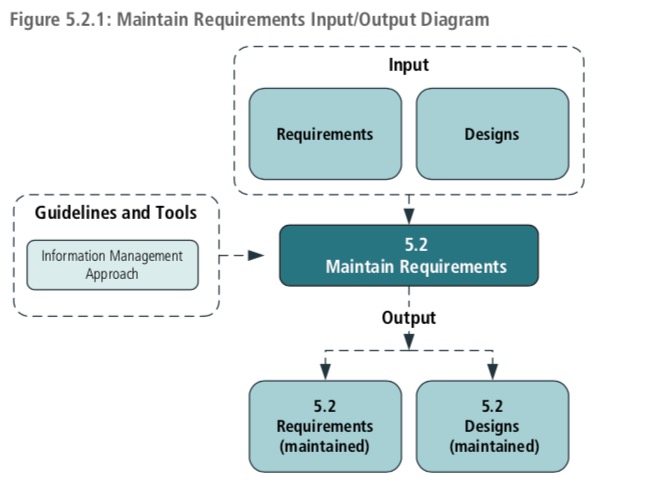 Figure 5.2.1: Maintain Requirements Input/Output Diagram
Input
Requirements
Designs
Guidelines and Tools
Information Management
Approach
5.2
Maintain Requirements
Output
5.2
Requirements
(maintained)
5.2
Designs
(maintained)